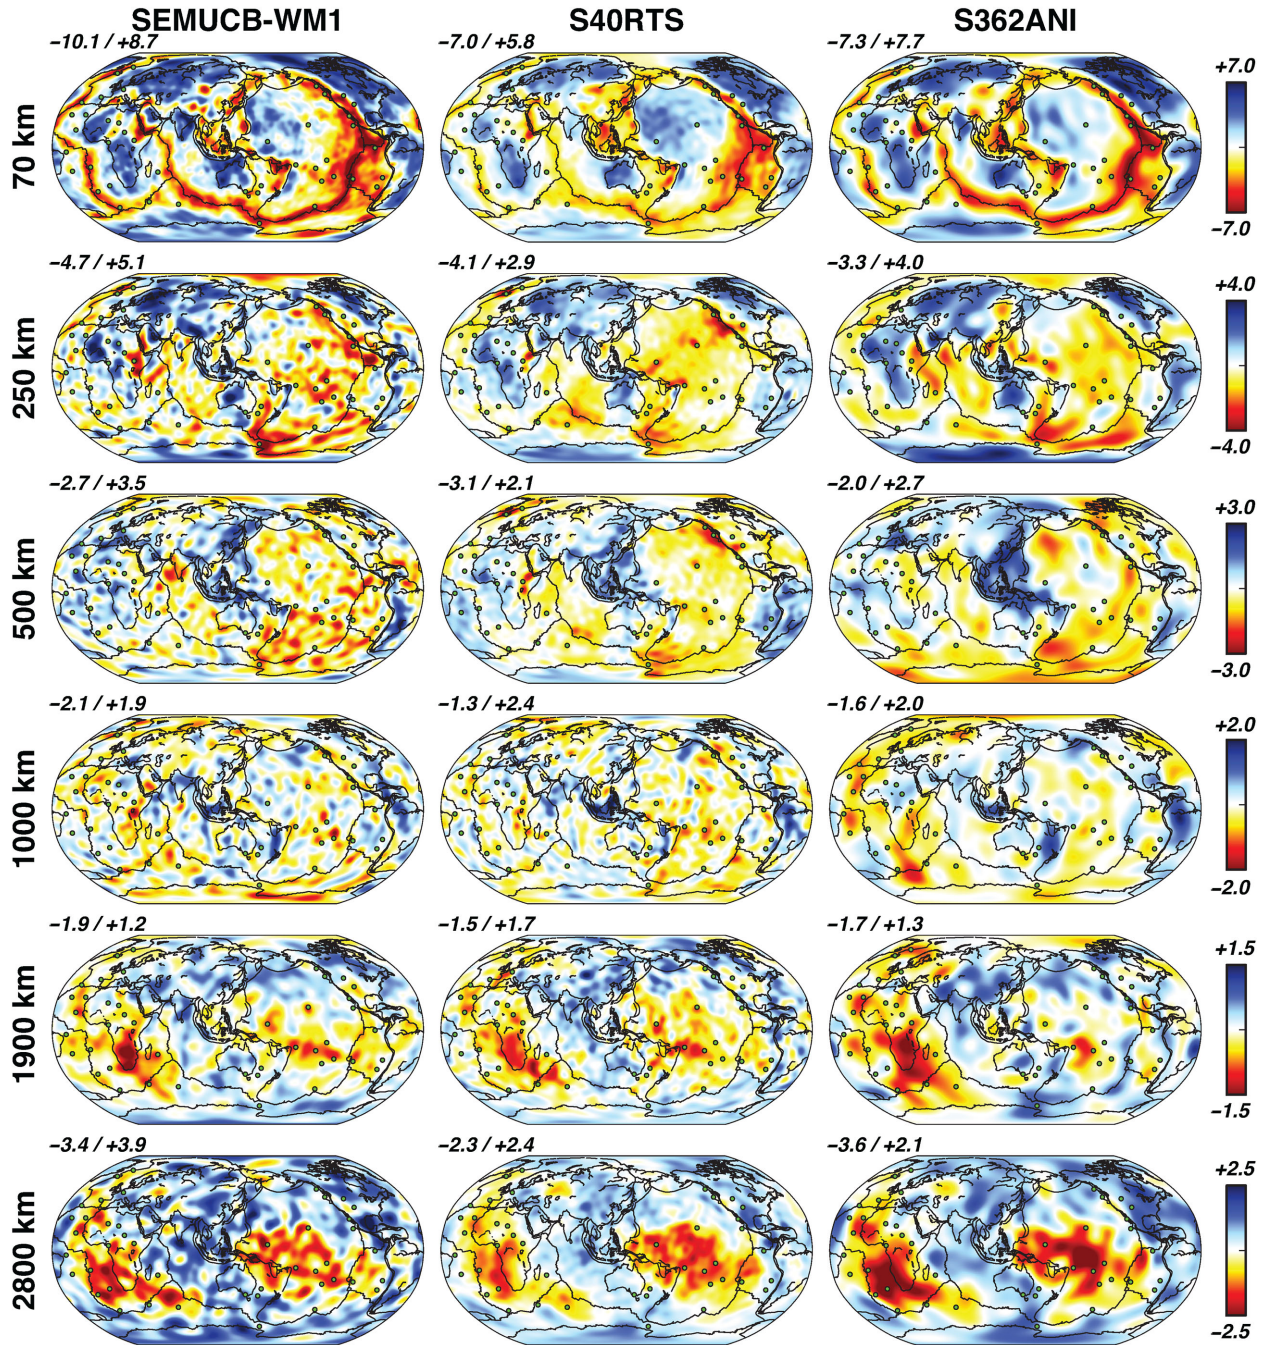 SEMUCB-WM1 S40RTS S362ANI
−10.1 / +8.7 −7.0 / +5.8 −7.3 / +7.7
+7.0
70 km
−7.0
−4.7 / +5.1 −4.1 / +2.9 −3.3 / +4.0
+4.0
250 km
−4.0
−2.7 / +3.5 −3.1 / +2.1 −2.0 / +2.7
+3.0
500 km
−3.0
−2.1 / +1.9 −1.3 / +2.4 −1.6 / +2.0
+2.0
1000 km
−2.0
−1.9 / +1.2 −1.5 / +1.7 −1.7 / +1.3
+1.5
1900 km
−1.5
−3.4 / +3.9 −2.3 / +2.4 −3.6 / +2.1
+2.5
2800 km
−2.5